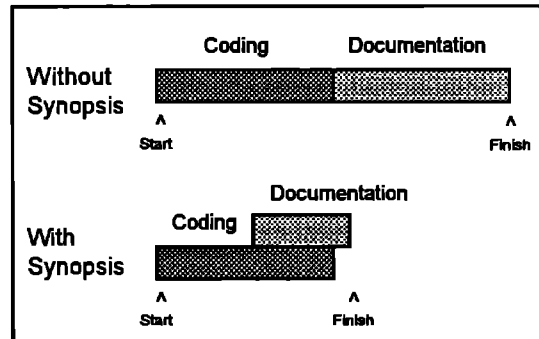 Coding Documentation
Without
Synopsis
^ ^
Start Finish
Documentation
Coding
With
Synopsis
^ ^
Start Finish